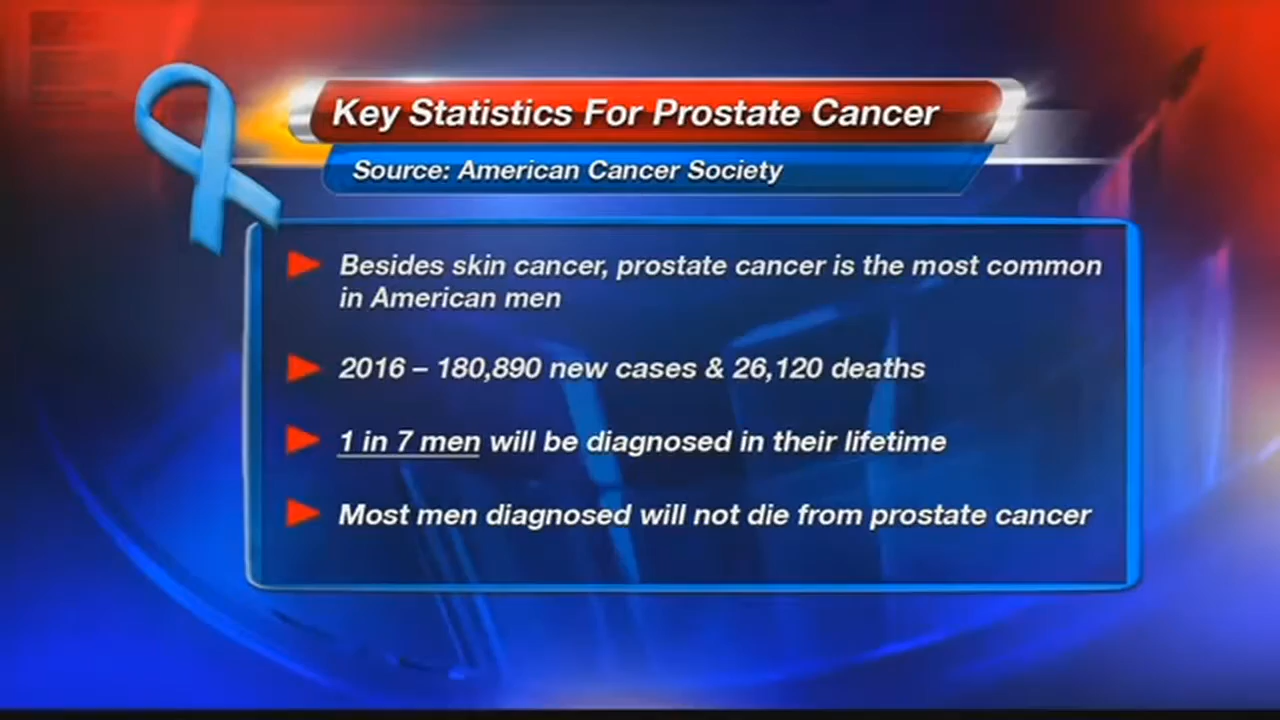 Key Statistics For Prostate Cancer
Source: American Cancer Society
Besides skin cancer, prostate cancer is the most common
in American men
2016 – 180,890 new cases & 26,120 deaths
1 in 7 men will be diagnosed in their lifetime
Most men diagnosed will not die from prostate cancer